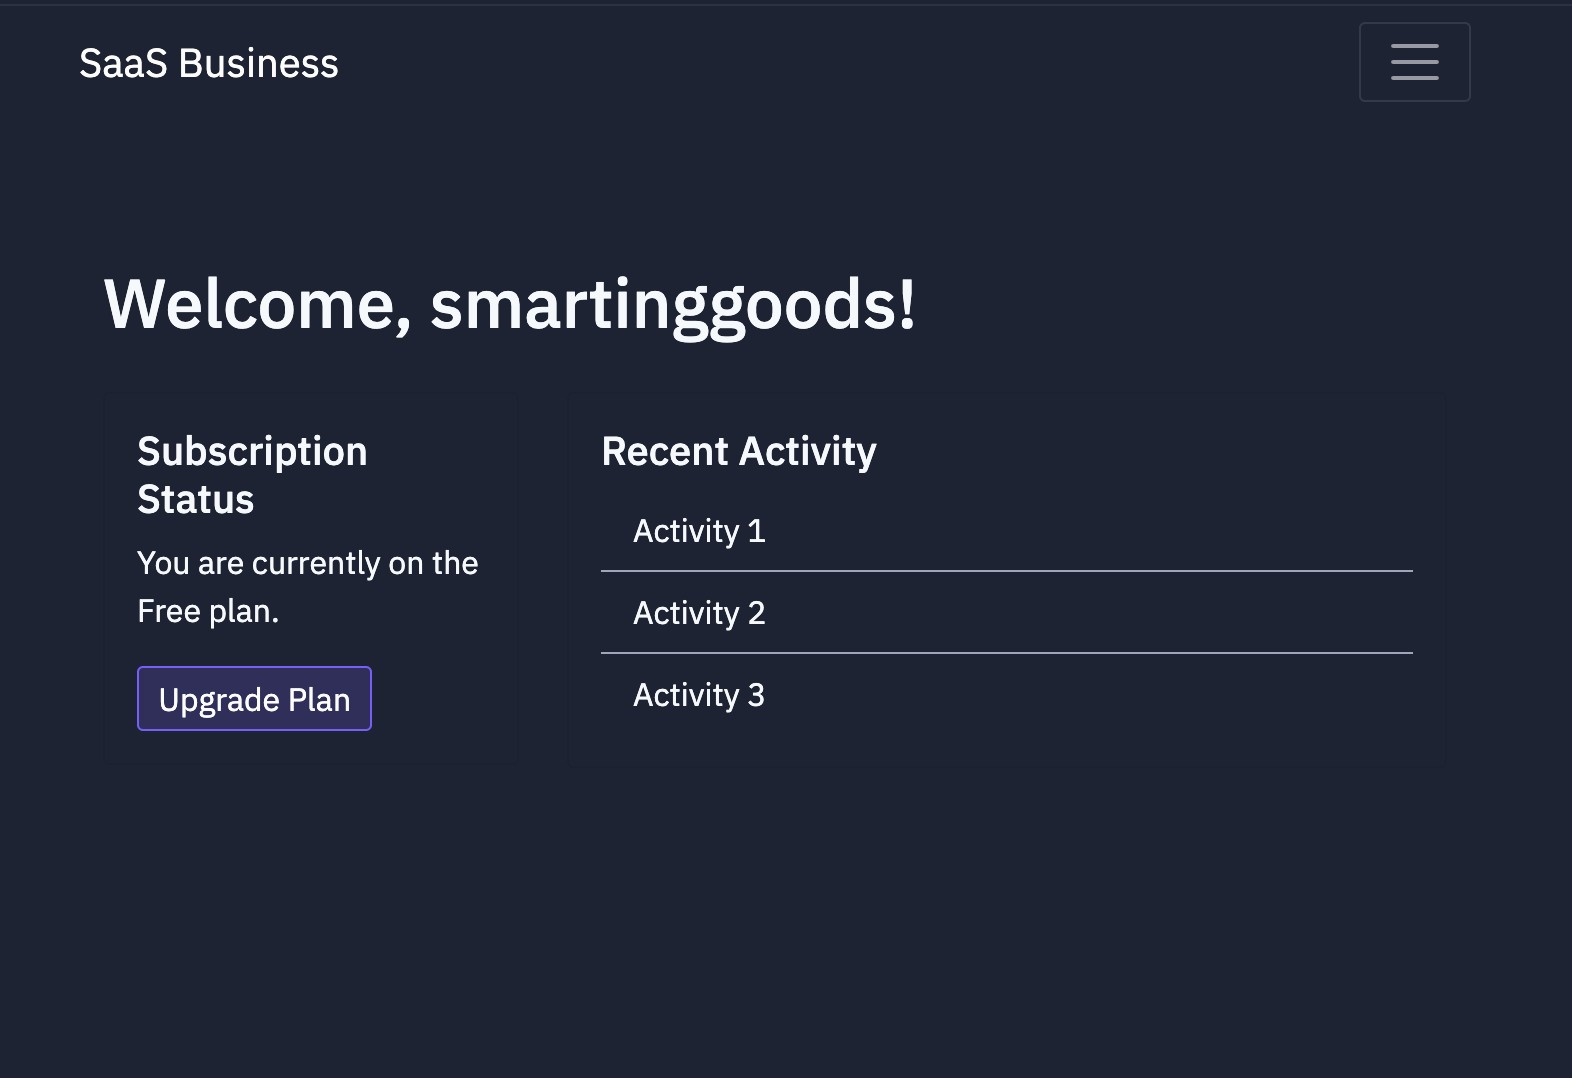 SaaS Business
Welcome, smartinggoods!
Subscription
Status
You are currently on the
Free plan.
Upgrade Plan
Recent Activity
Activity 1
Activity 2
Activity 3